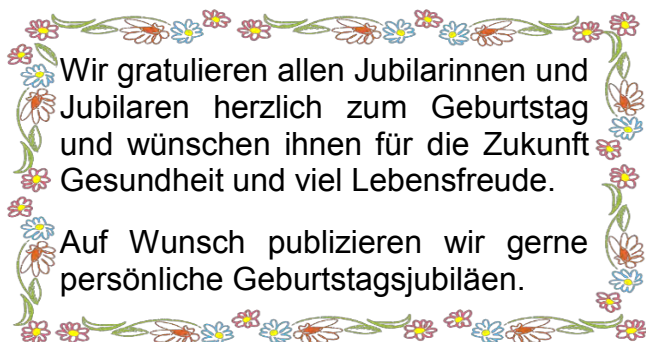 Wir gratulieren allen Jubilarinnen und
Jubilaren herzlich zum Geburtstag
und wünschen ihnen für die Zukunft
Gesundheit und viel Lebensfreude.
Auf Wunsch publizieren wir gerne
persönliche Geburtstagsjubiläen.